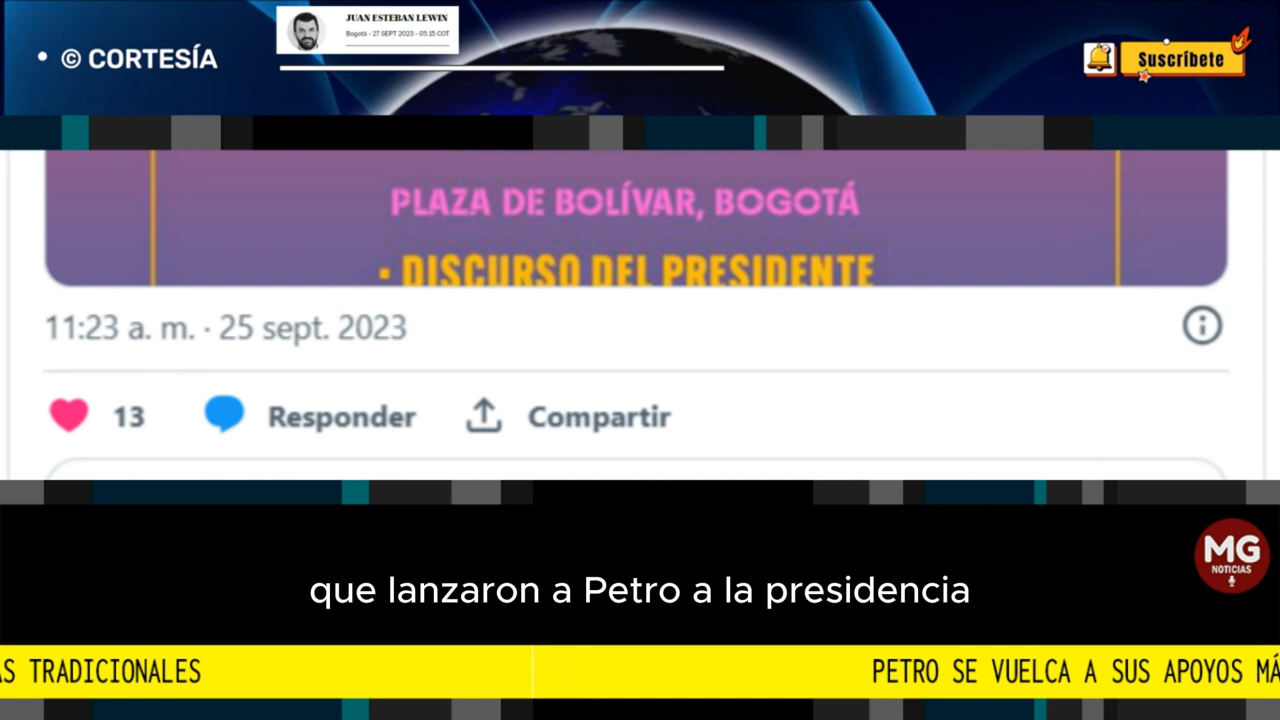 • © CORTESÍA
JUAN ESTEBAN LEWIN
Bogotá - 27 SEPT 2023 - 05:15 COT
Suscríbete
PLAZA DE BOLÍVAR, BOGOTÁ
· DISCURSO DEL PRESIDENTE
11:23 a. m. · 25 sept. 2023
13 Responder Compartir
MG
NOTICIAS
que lanzaron a Petro a la presidencia
AS TRADICIONALES PETRO SE VUELCA A SUS APOYOS MÁ